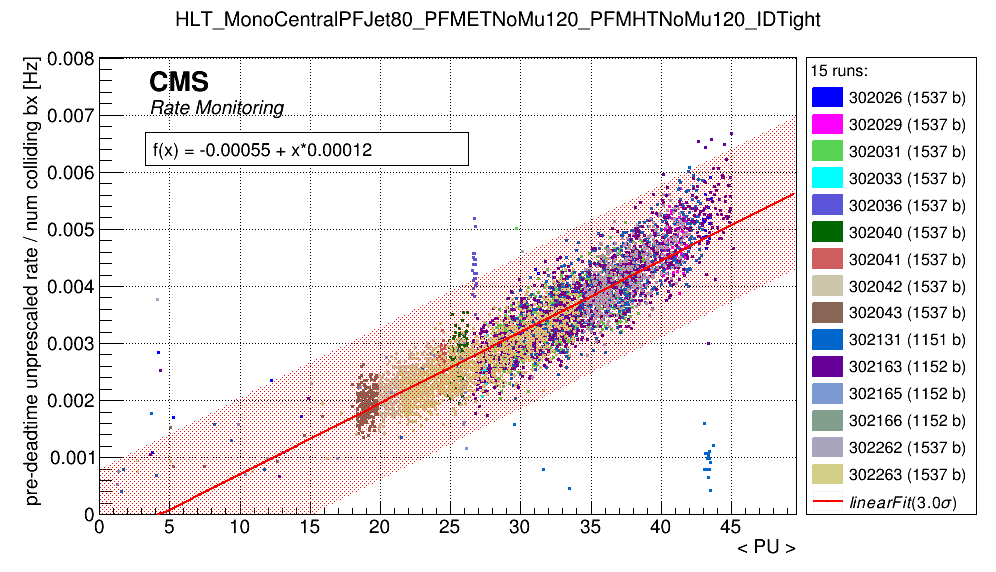 HLT_MonoCentralPFJet80_PFMETNoMu120_PFMHTNoMu120_IDTight
pre-deadtime unprescaled rate / num colliding bx [Hz]
0.008
0.007
0.006
0.005
0.004
0.003
0.002
0.001
0
CMS
Rate Monitoring
f(x) = -0.00055 + x*0.00012
0 5 10 15 20 25 30 35 40 45
< PU >
15 runs:
302026 (1537 b)
302029 (1537 b)
302031 (1537 b)
302033 (1537 b)
302036 (1537 b)
302040 (1537 b)
302041 (1537 b)
302042 (1537 b)
302043 (1537 b)
302131 (1151 b)
302163 (1152 b)
302165 (1152 b)
302166 (1152 b)
302262 (1537 b)
302263 (1537 b)
linearFit(3.0σ)